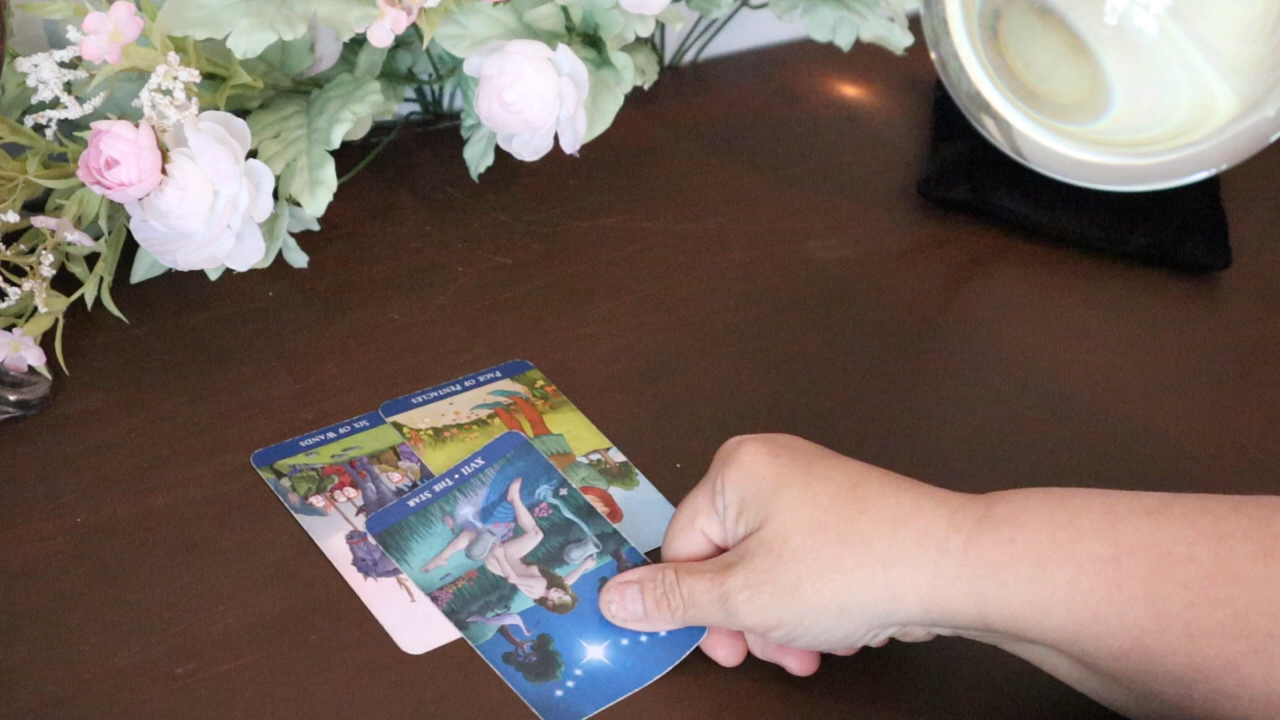 PAGE OF PENTACLES
SIX OF WANDS
XVII • THE STAR